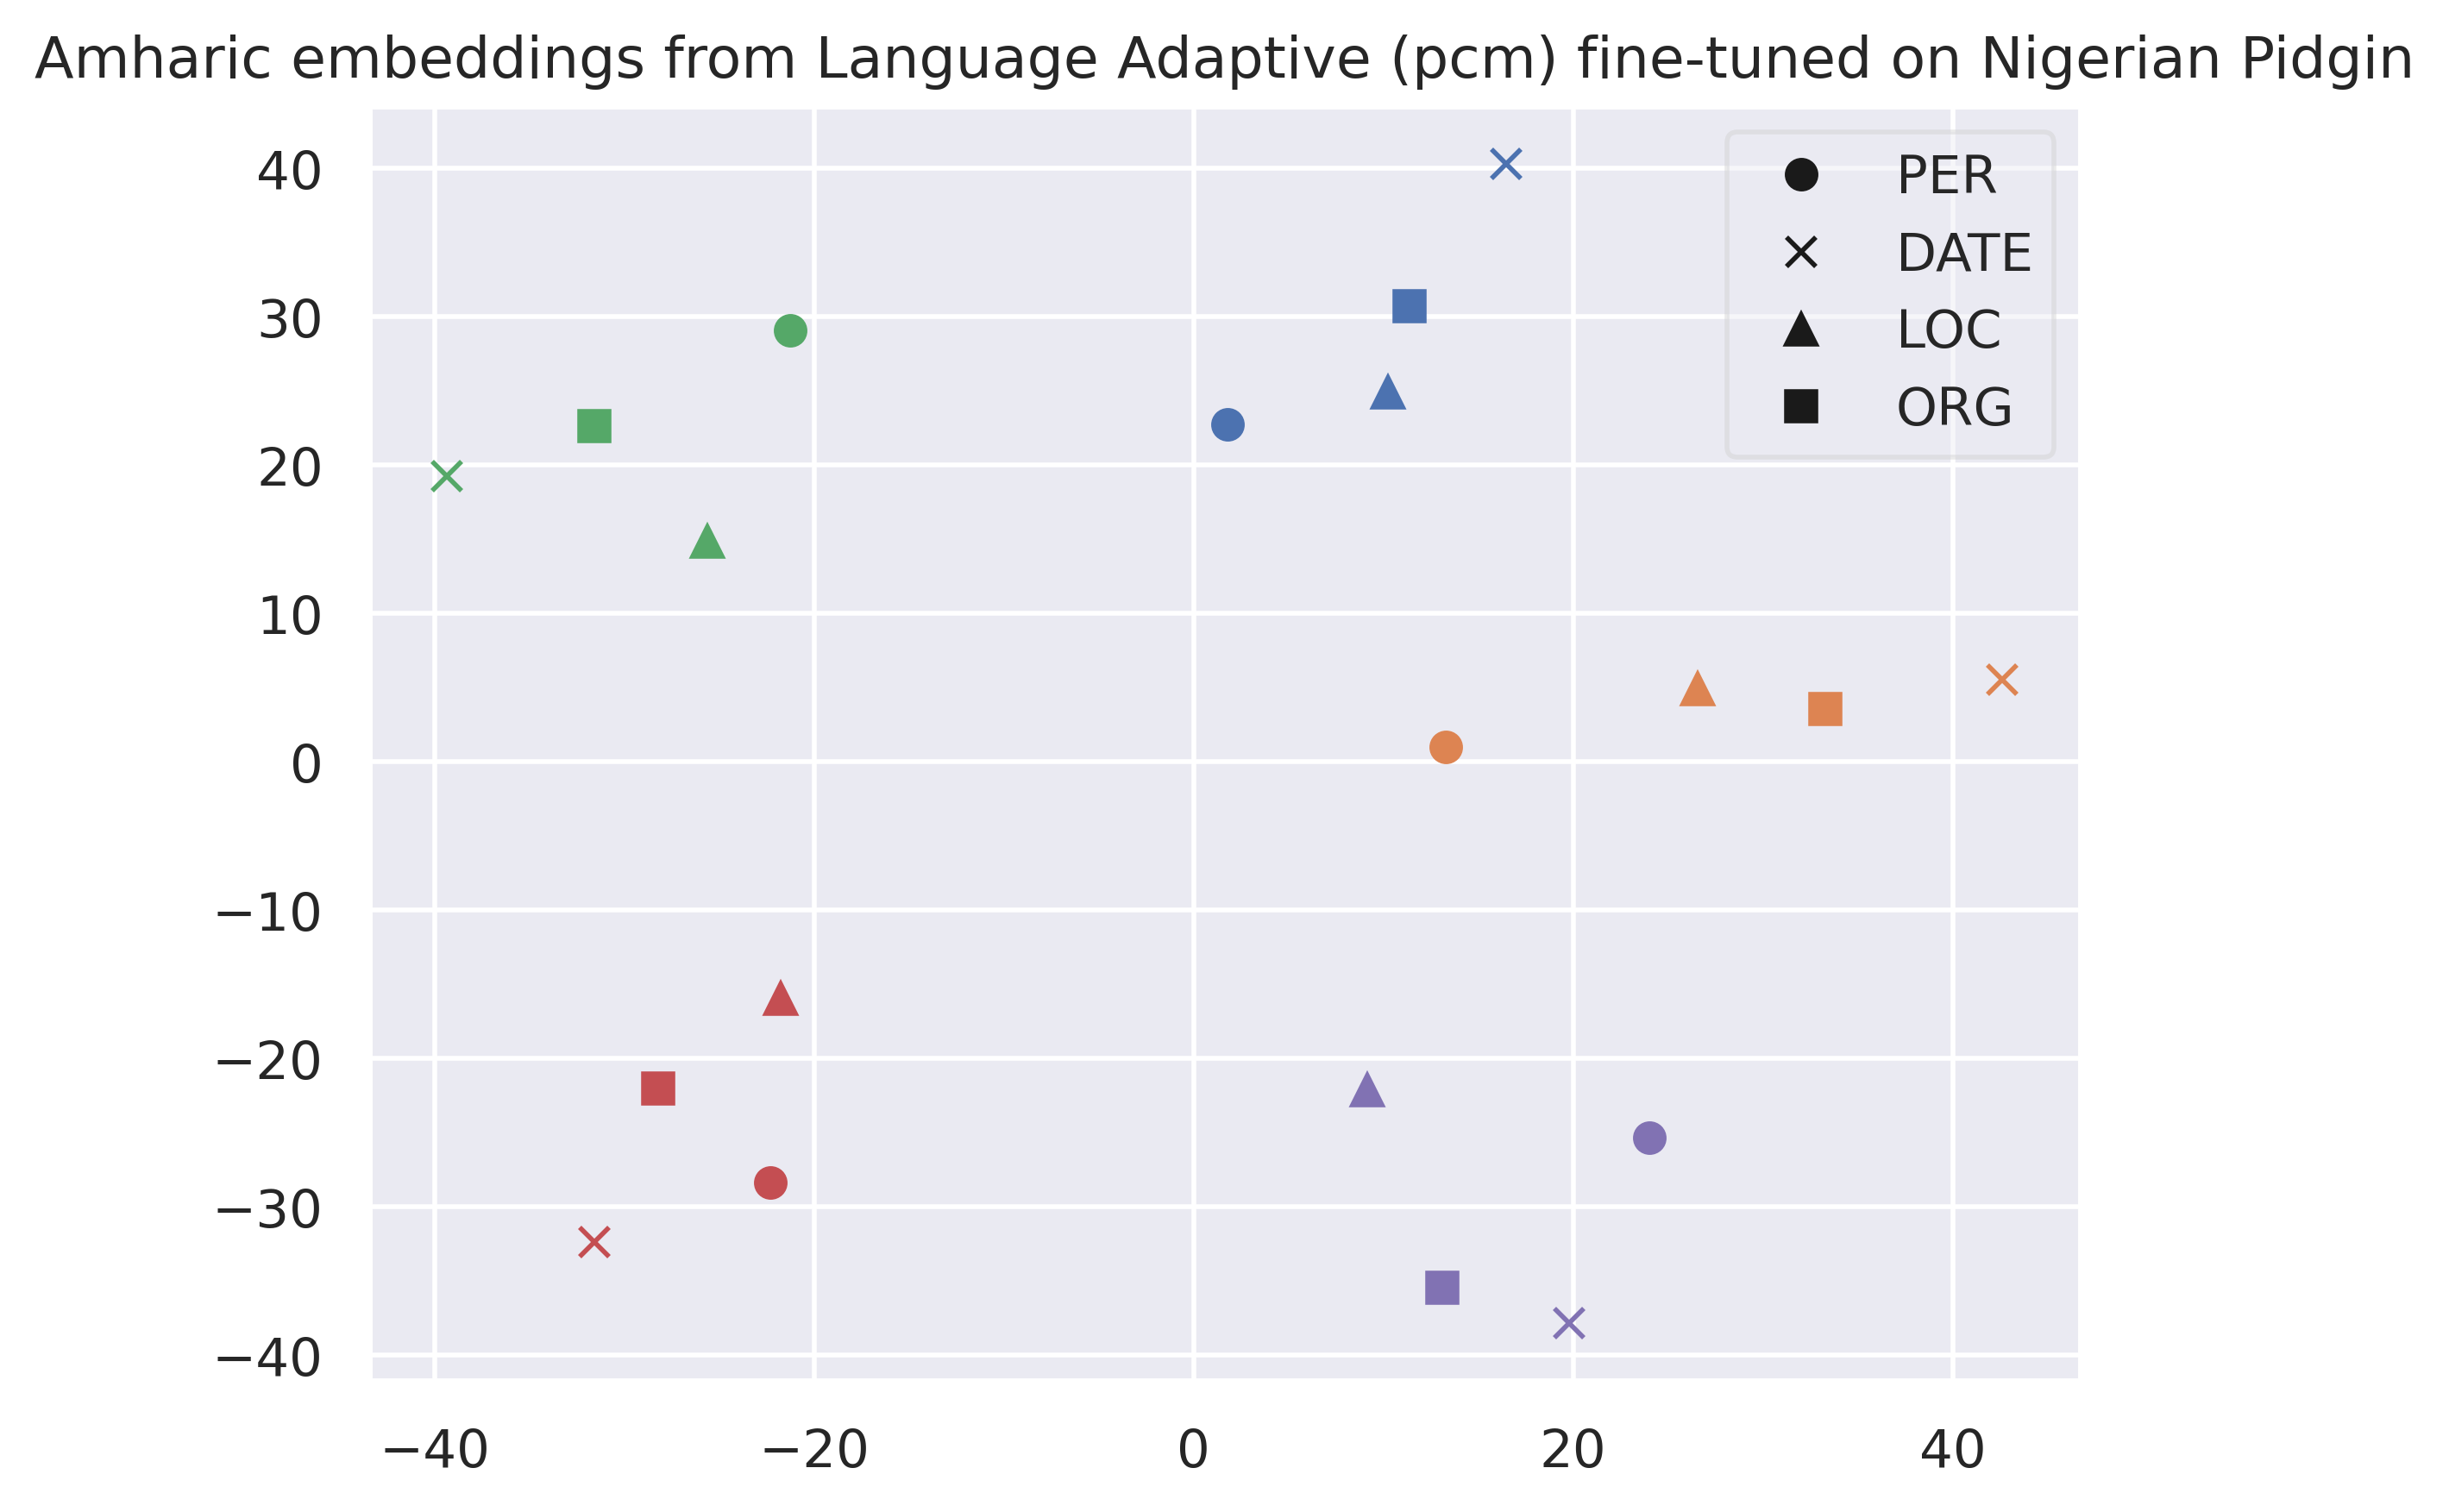 Amharic embeddings from Language Adaptive (pcm) fine-tuned on Nigerian Pidgin
PER
DATE
LOC
ORG
40
30
20
10
0
−10
−20
−30
−40
−40 −20 0 20 40